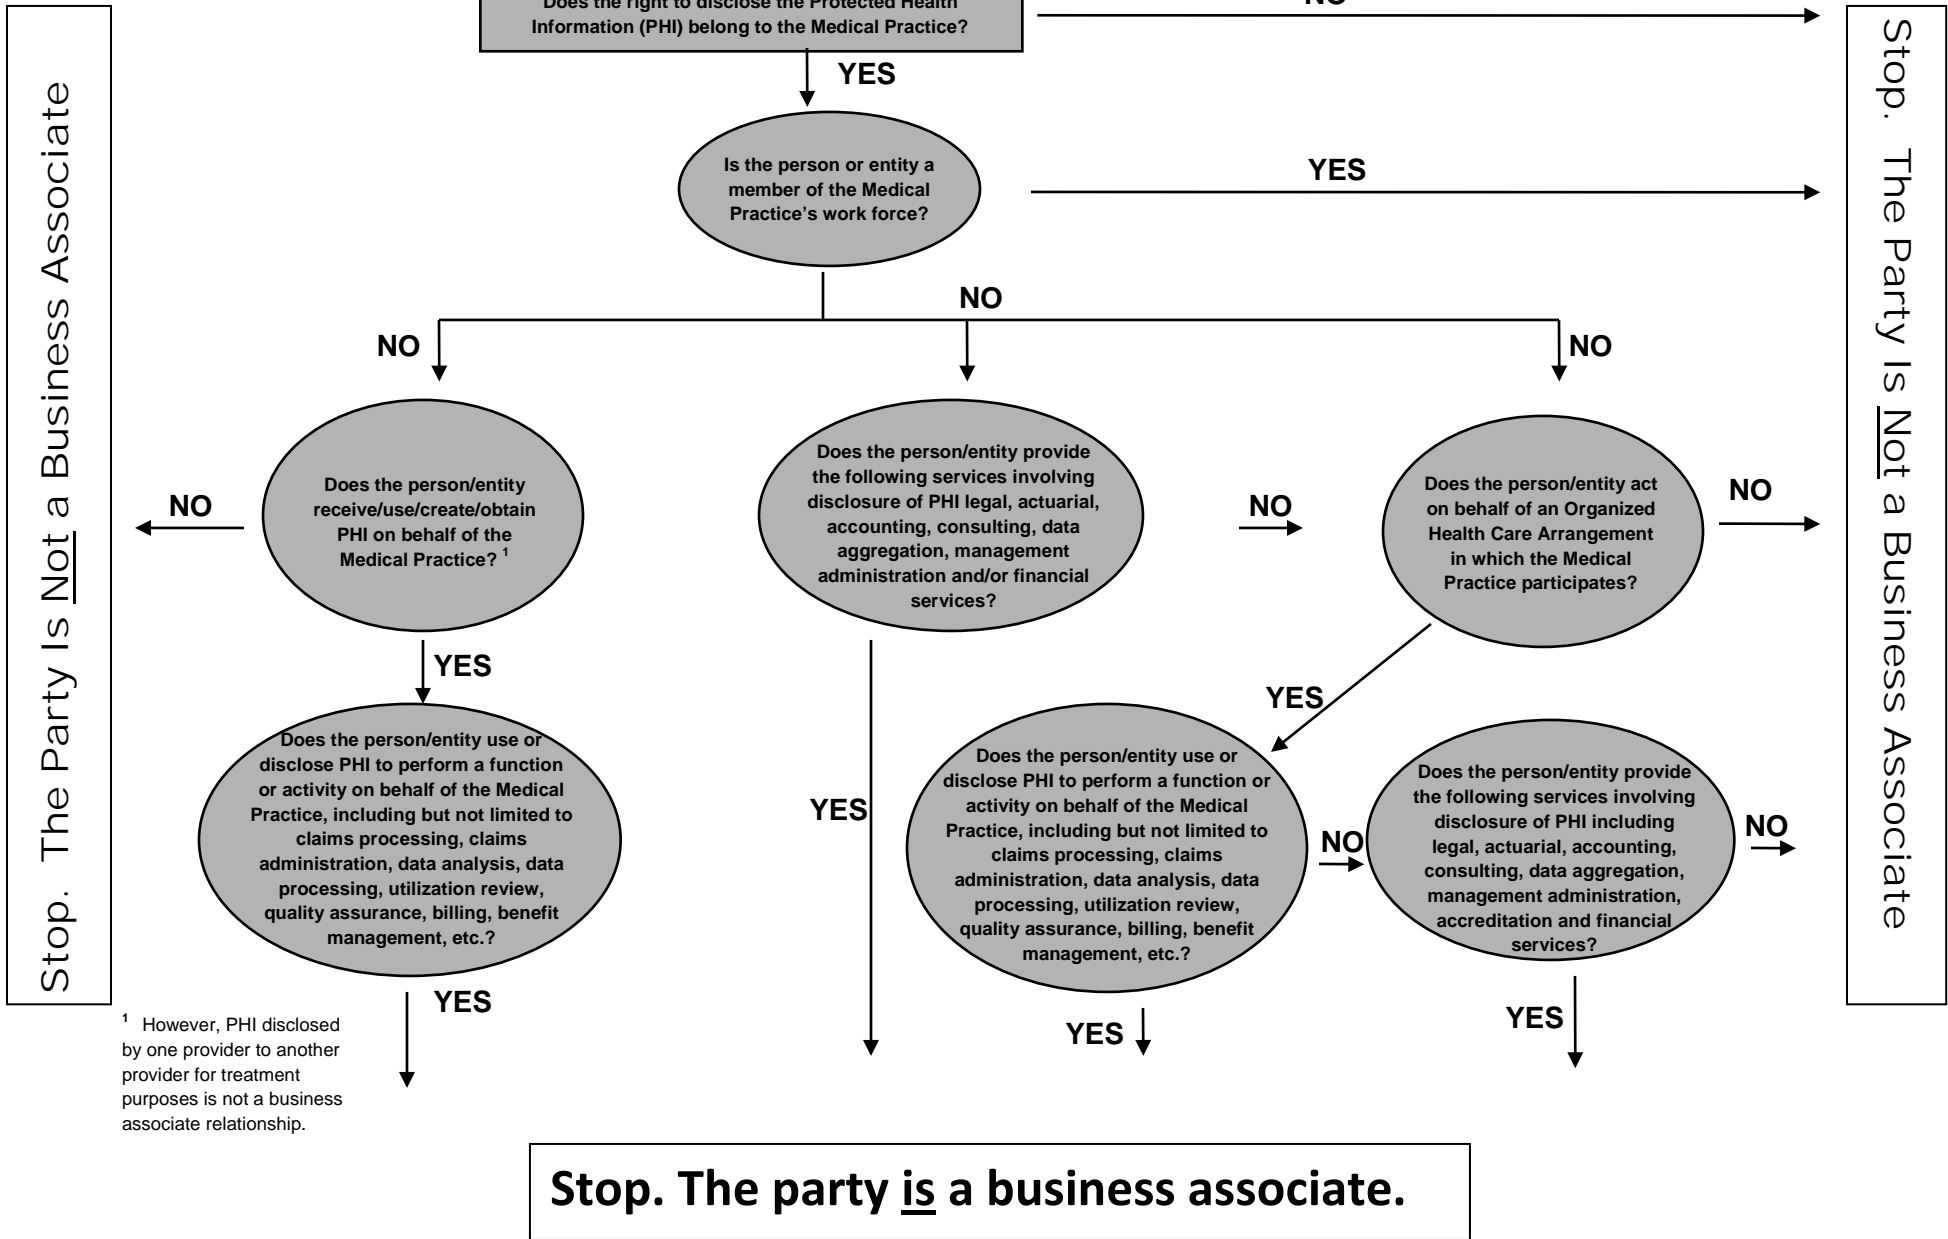 Does the right to disclose the Protected Health
Information (PHI) belong to the Medical Practice?
NO
YES
Is the person or entity a
member of the Medical
Practice’s work force?
YES
NO
NO
NO
Does the person/entity
receive/use/create/obtain
PHI on behalf of the
Medical Practice? 1
NO
Does the person/entity provide
the following services involving
disclosure of PHI legal, actuarial,
accounting, consulting, data
aggregation, management
administration and/or financial
services?
NO
Does the person/entity act
on behalf of an Organized
Health Care Arrangement
in which the Medical
Practice participates?
NO
YES
YES
Does the person/entity use or
disclose PHI to perform a function
or activity on behalf of the Medical
Practice, including but not limited to
claims processing, claims
administration, data analysis, data
processing, utilization review,
quality assurance, billing, benefit
management, etc.?
YES
Does the person/entity use or
disclose PHI to perform a function or
activity on behalf of the Medical
Practice, including but not limited to
claims processing, claims
administration, data analysis, data
processing, utilization review,
quality assurance, billing, benefit
management, etc.?
NO
Does the person/entity provide
the following services involving
disclosure of PHI including
legal, actuarial, accounting,
consulting, data aggregation,
management administration,
accreditation and financial
services?
NO
YES
YES
YES
1 However, PHI disclosed
by one provider to another
provider for treatment
purposes is not a business
associate relationship.
Stop. The Party Is Not a Business Associate
Stop. The Party Is Not a Business Associate
Stop. The party is a business associate.